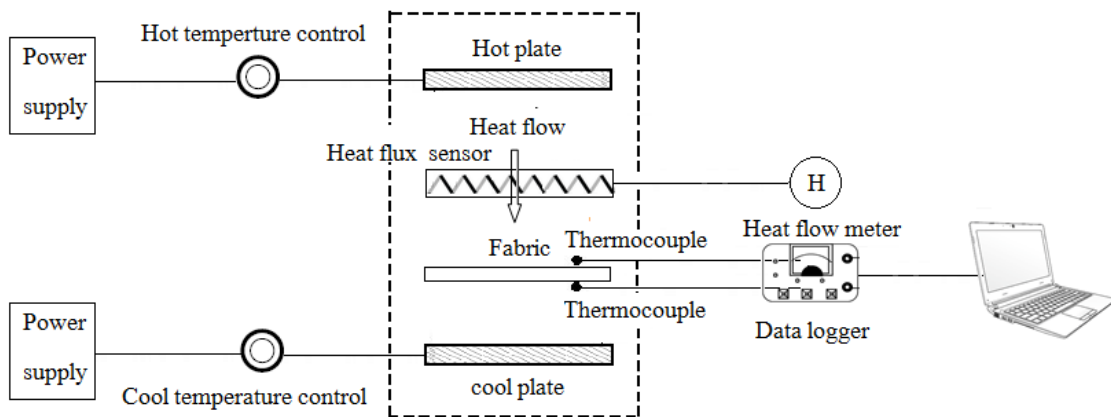 Hot temperture control
Power
supply
Hot plate
Heat flow
Heat flux sensor
H
Fabric
Thermocouple
Heat flow meter
Thermocouple
Data logger
Power
supply
Cool temperature control
cool plate